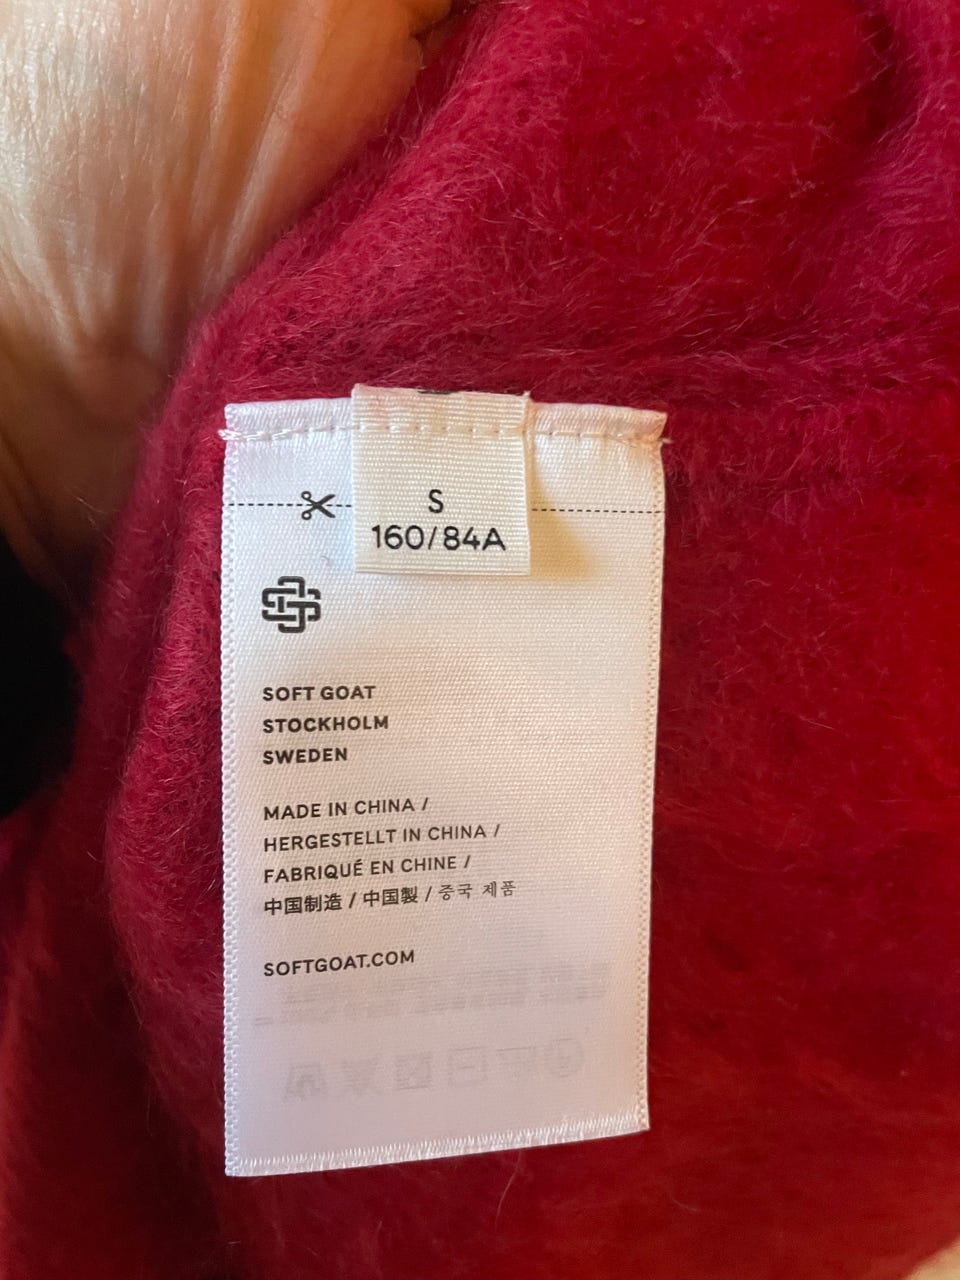 S
160/84A
SOFT GOAT
STOCKHOLM
SWEDEN
MADE IN CHINA /
HERGESTELLT IN CHINA /
FABRIQUÉ EN CHINE /
中国制造 / 中国製 / 중국 제품
SOFTGOAT.COM